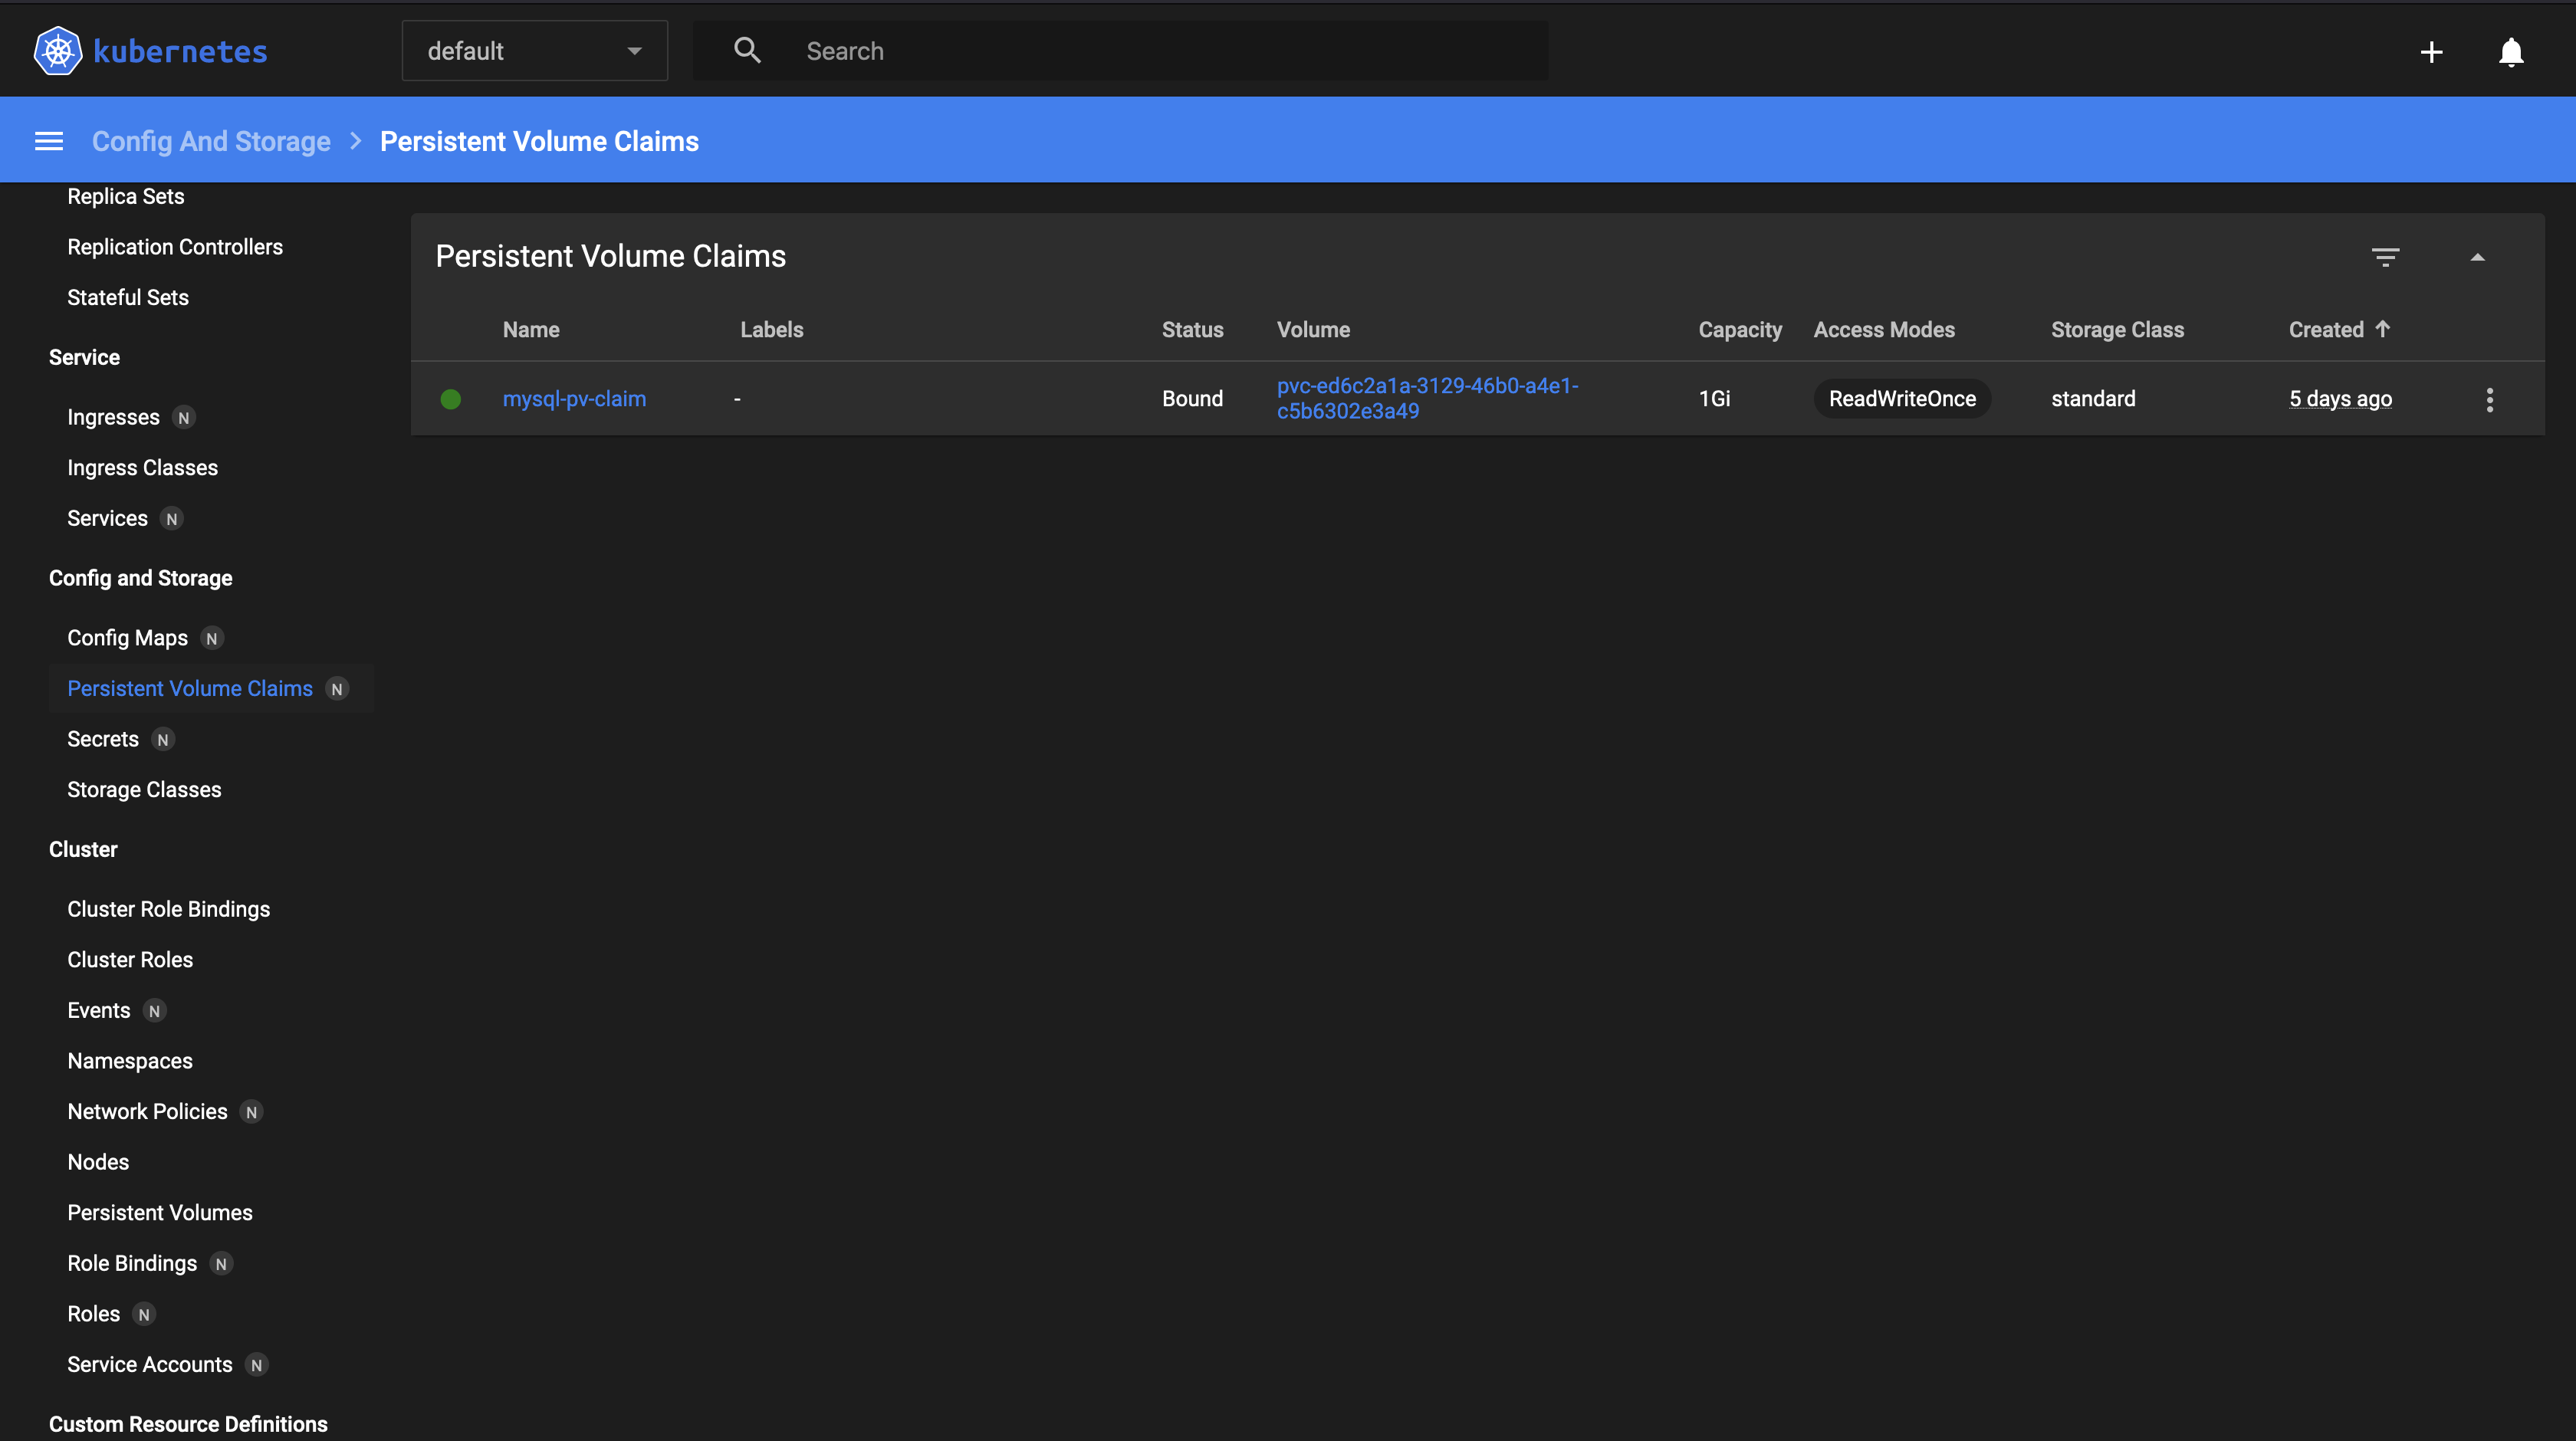 kubernetes
default
Search
Config And Storage > Persistent Volume Claims
Replica Sets
Replication Controllers
Stateful Sets
Service
Ingresses N
Ingress Classes
Services N
Config and Storage
Config Maps N
Persistent Volume Claims N
Secrets N
Storage Classes
Cluster
Cluster Role Bindings
Cluster Roles
Events N
Namespaces
Network Policies N
Nodes
Persistent Volumes
Role Bindings N
Roles N
Service Accounts N
Custom Resource Definitions
Persistent Volume Claims
Name Labels Status Volume Capacity Access Modes Storage Class Created ↑
mysql-pv-claim - Bound pvc-ed6c2a1a-3129-46b0-a4e1- 1Gi ReadWriteOnce standard 5 days ago
c5b6302e3a49